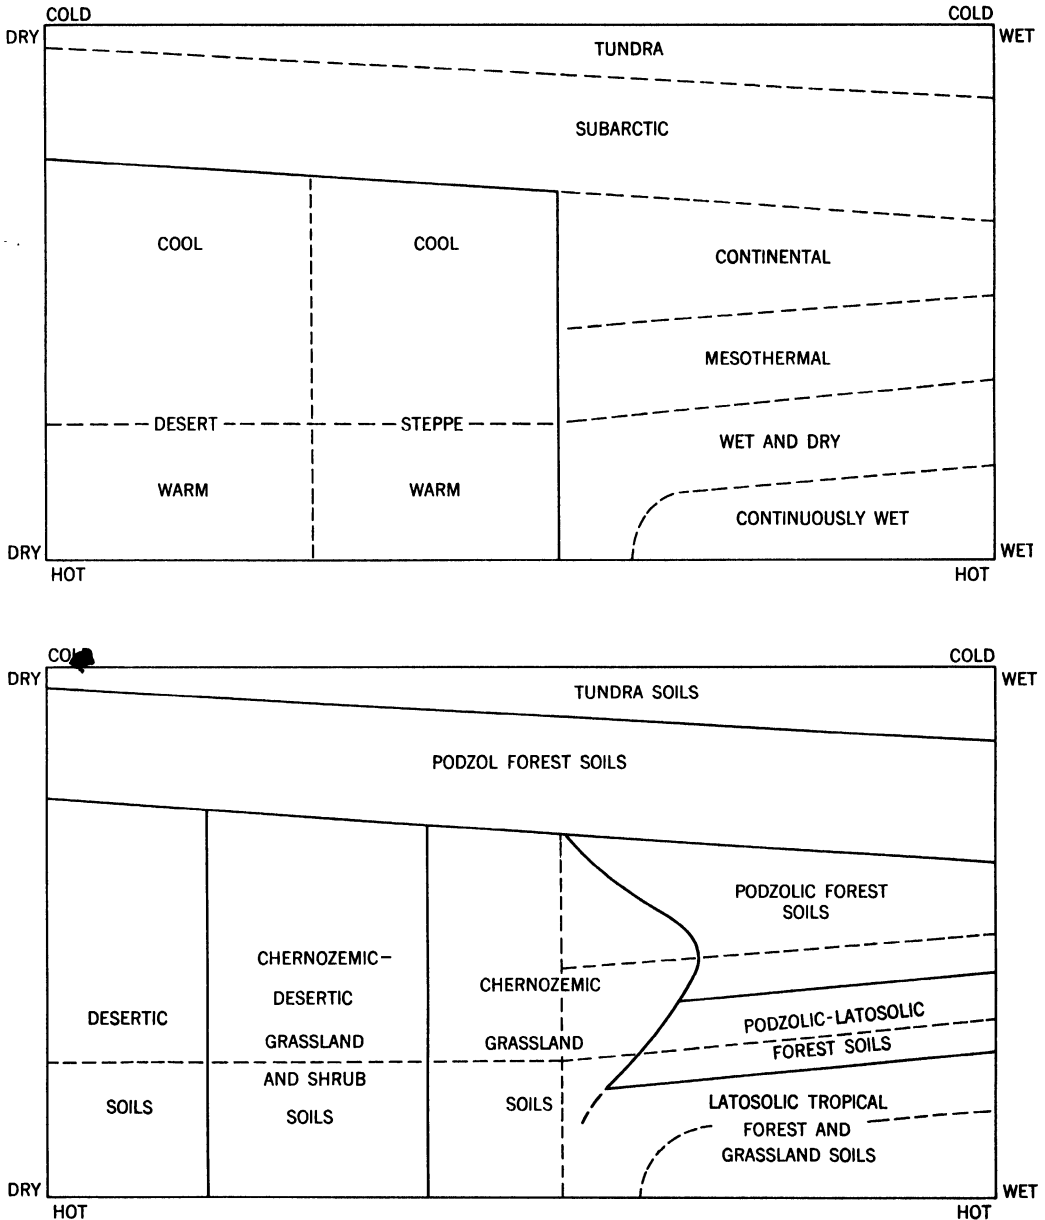 COLD COLD
DRY WET
TUNDRA
SUBARCTIC
COOL COOL
CONTINENTAL
MESOTHERMAL
DESERT STEPPE
WET AND DRY
WARM WARM
CONTINUOUSLY WET
DRY WET
HOT HOT
COLD COLD
DRY WET
TUNDRA SOILS
PODZOL FOREST SOILS
PODZOLIC FOREST
SOILS
CHERNOZEMIC–
DESERTIC
GRASSLAND
AND SHRUB
SOILS
CHERNOZEMIC
GRASSLAND
SOILS
DESERTIC
SOILS
PODZOLIC-LATOSOLIC
FOREST SOILS
LATOSOLIC TROPICAL
FOREST AND
GRASSLAND SOILS
DRY WET
HOT HOT